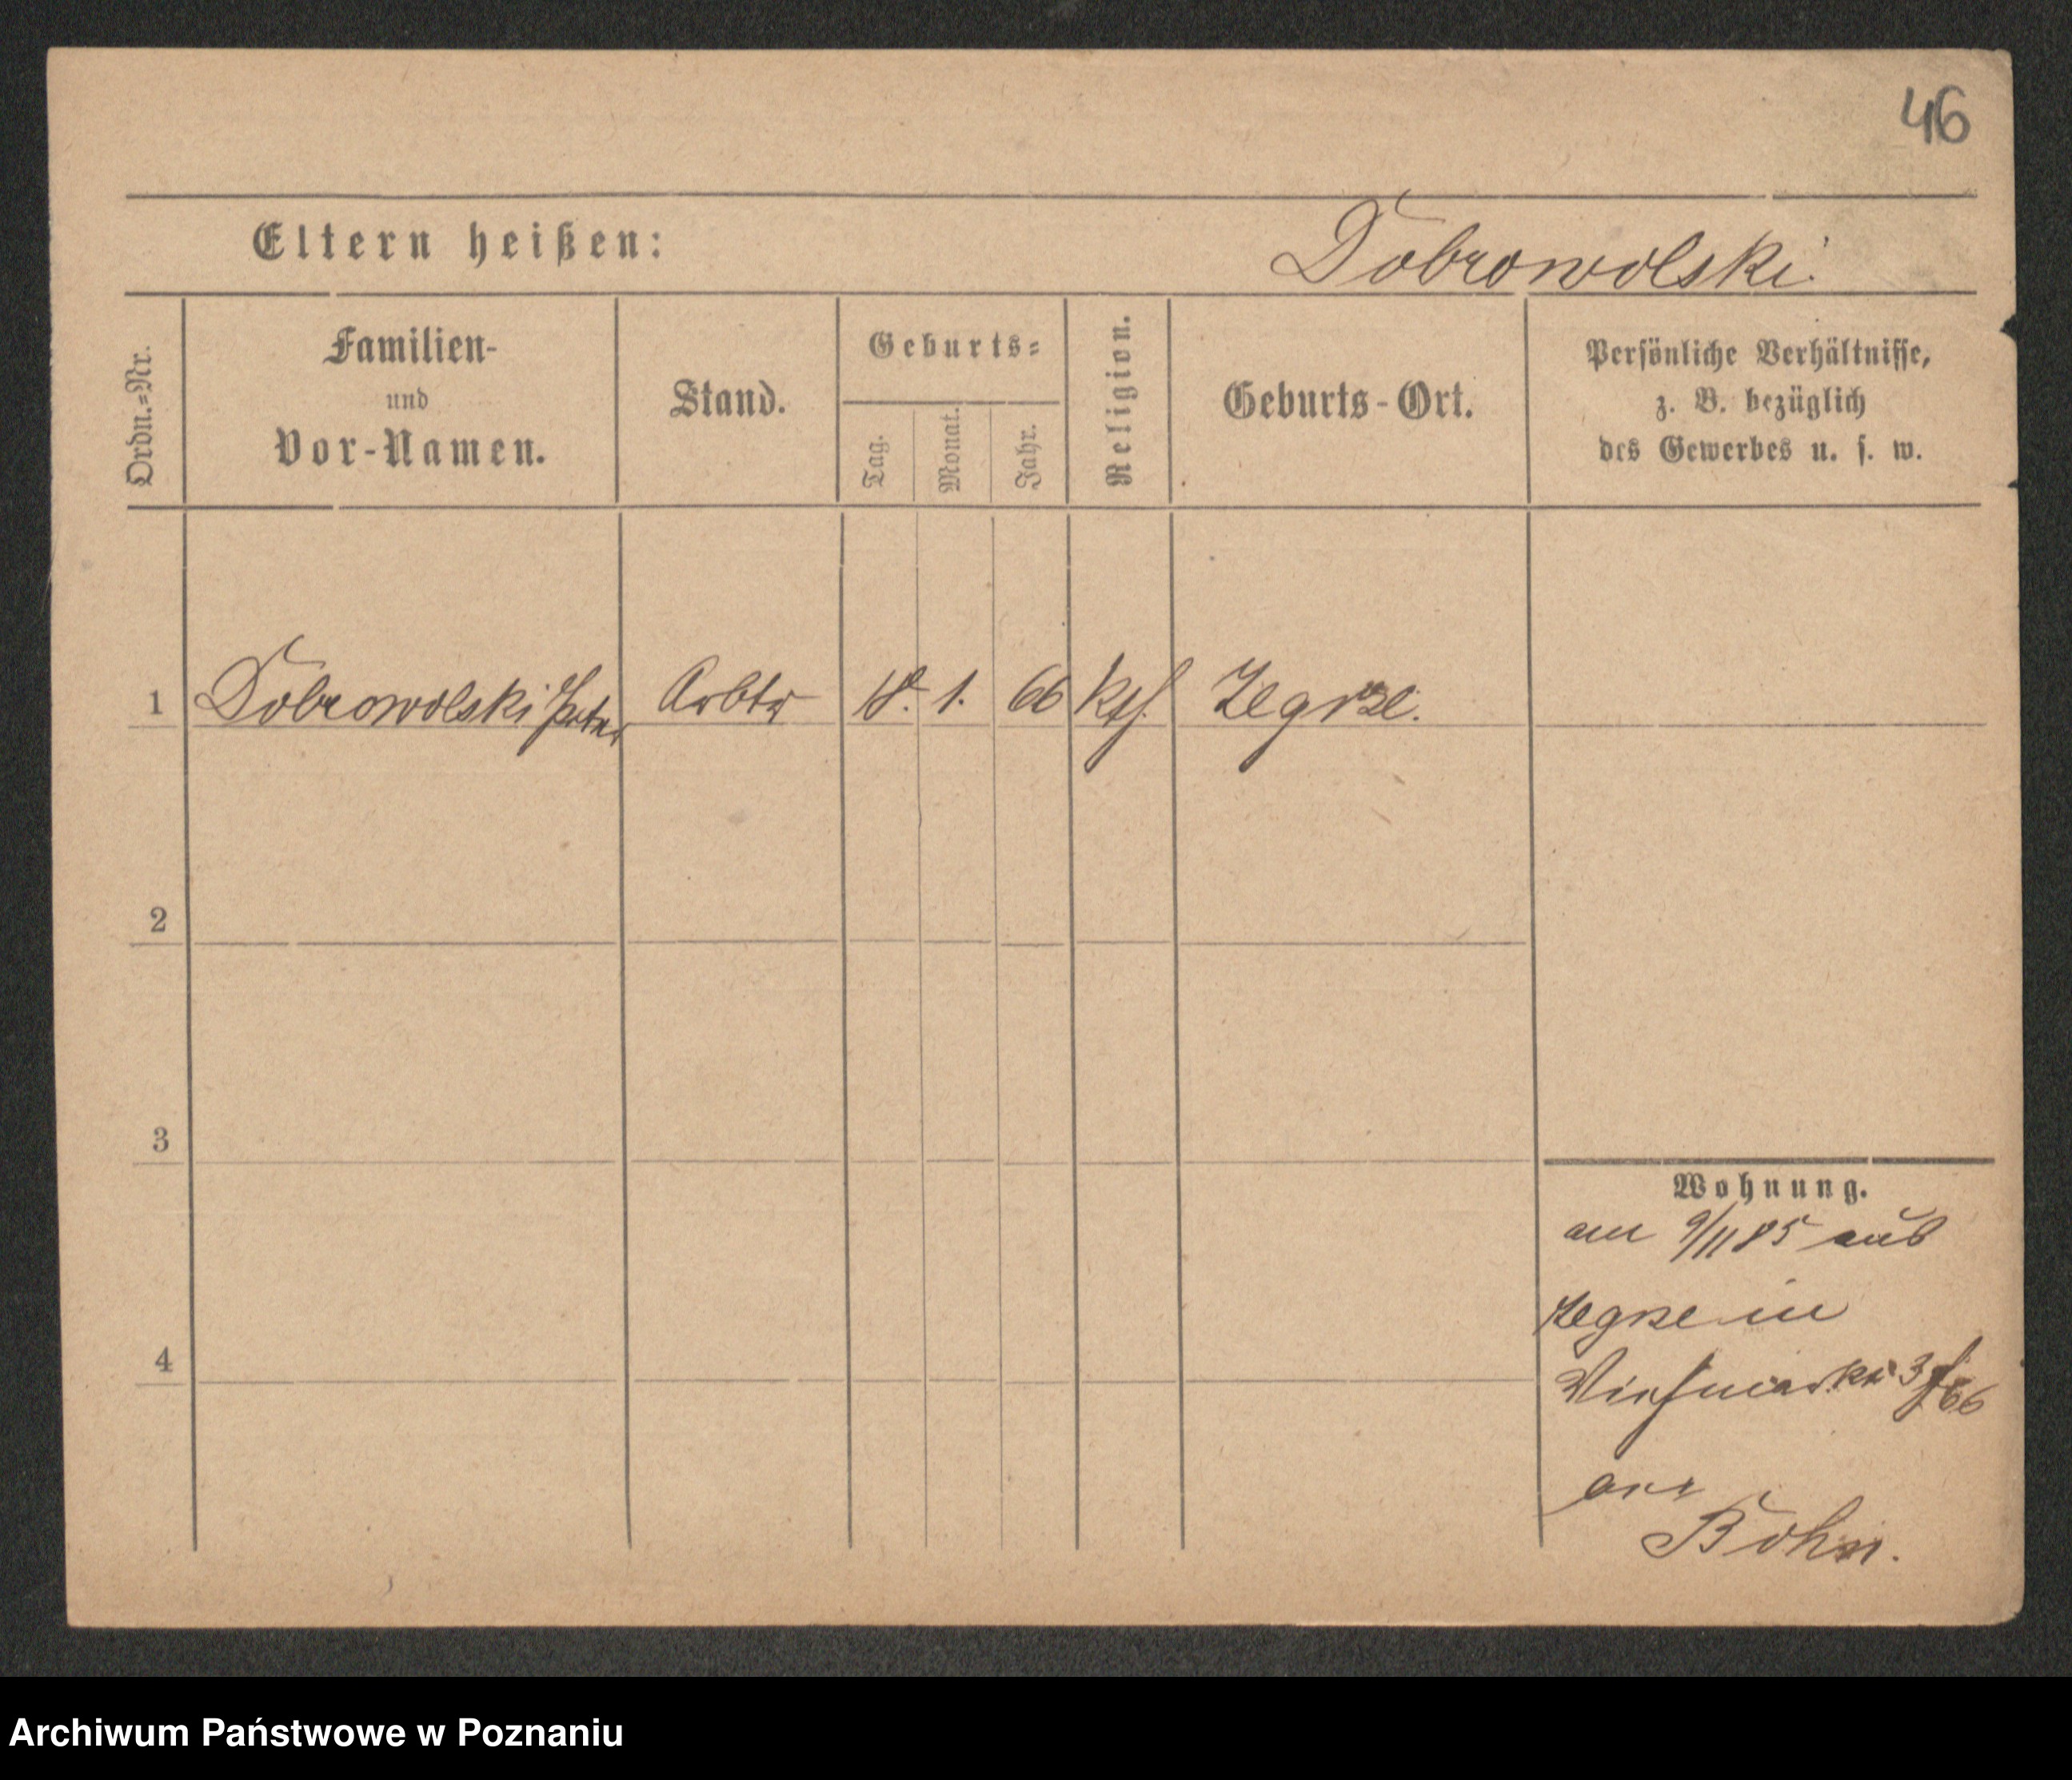 46
Eltern heißen: Dobrowolski.
Ordn.=Nr.
Familien-
und
Vor-Namen.
Stand.
Geburts=
Tag.
Monat.
Jahr.
Religion.
Geburts-Ort.
Persönliche Verhältnisse,
z. B. bezüglich
des Gewerbes u. s. w.
1 Dobrowolski Peter Arbtr 18. 1. 66 kth. Zegrze.
2
3
4
Wohnung.
am 9/11 85 aus
Zegrze in
3
66
Bohn.
Archiwum Państwowe w Poznaniu